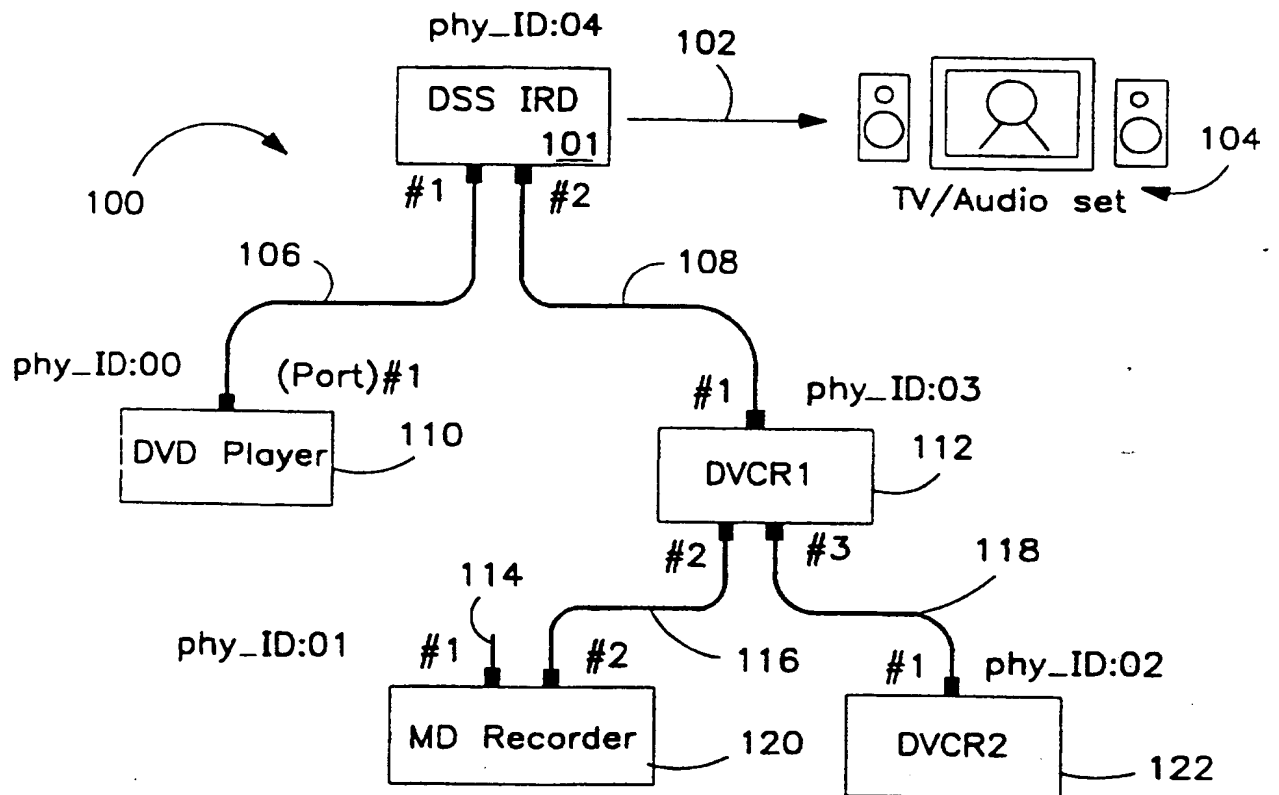 phy_ID:04
102
DSS IRD
101
104
100
#1
#2
TV/Audio set
106
108
phy_ID:00
(Port)#1
#1
phy_ID:03
DVD Player
110
DVCR1
112
#2
#3
118
114
phy_ID:01
#1
#2
116
#1
phy_ID:02
MD Recorder
120
DVCR2
122